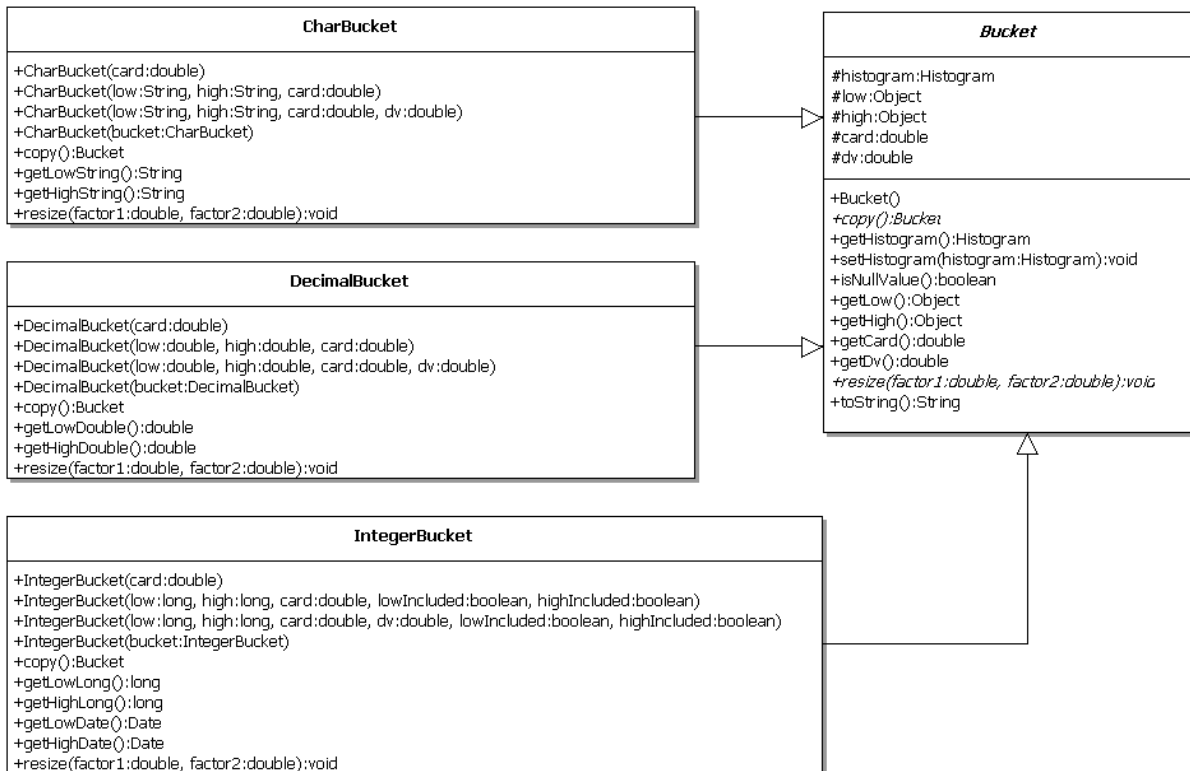 CharBucket
+CharBucket(card:double)
+CharBucket(low:String, high:String, card:double)
+CharBucket(low:String, high:String, card:double, dv:double)
+CharBucket(bucket:CharBucket)
+copy():Bucket
+getLowString():String
+getHighString():String
+resize(factor1:double, factor2:double):void
DecimalBucket
+DecimalBucket(card:double)
+DecimalBucket(low:double, high:double, card:double)
+DecimalBucket(low:double, high:double, card:double, dv:double)
+DecimalBucket(bucket:DecimalBucket)
+copy():Bucket
+getLowDouble():double
+getHighDouble():double
+resize(factor1:double, factor2:double):void
IntegerBucket
+IntegerBucket(card:double)
+IntegerBucket(low:long, high:long, card:double, lowIncluded:boolean, highIncluded:boolean)
+IntegerBucket(low:long, high:long, card:double, dv:double, lowIncluded:boolean, highIncluded:boolean)
+IntegerBucket(bucket:IntegerBucket)
+copy():Bucket
+getLowLong():long
+getHighLong():long
+getLowDate():Date
+getHighDate():Date
+resize(factor1:double, factor2:double):void
Bucket
#histogram:Histogram
#low:Object
#high:Object
#card:double
#dv:double
+Bucket()
+copy():Bucket
+getHistogram():Histogram
+setHistogram(histogram:Histogram):void
+isNullValue():boolean
+getLow():Object
+getHigh():Object
+getCard():double
+getDv():double
+resize(factor1:double, factor2:double):void
+toString():String